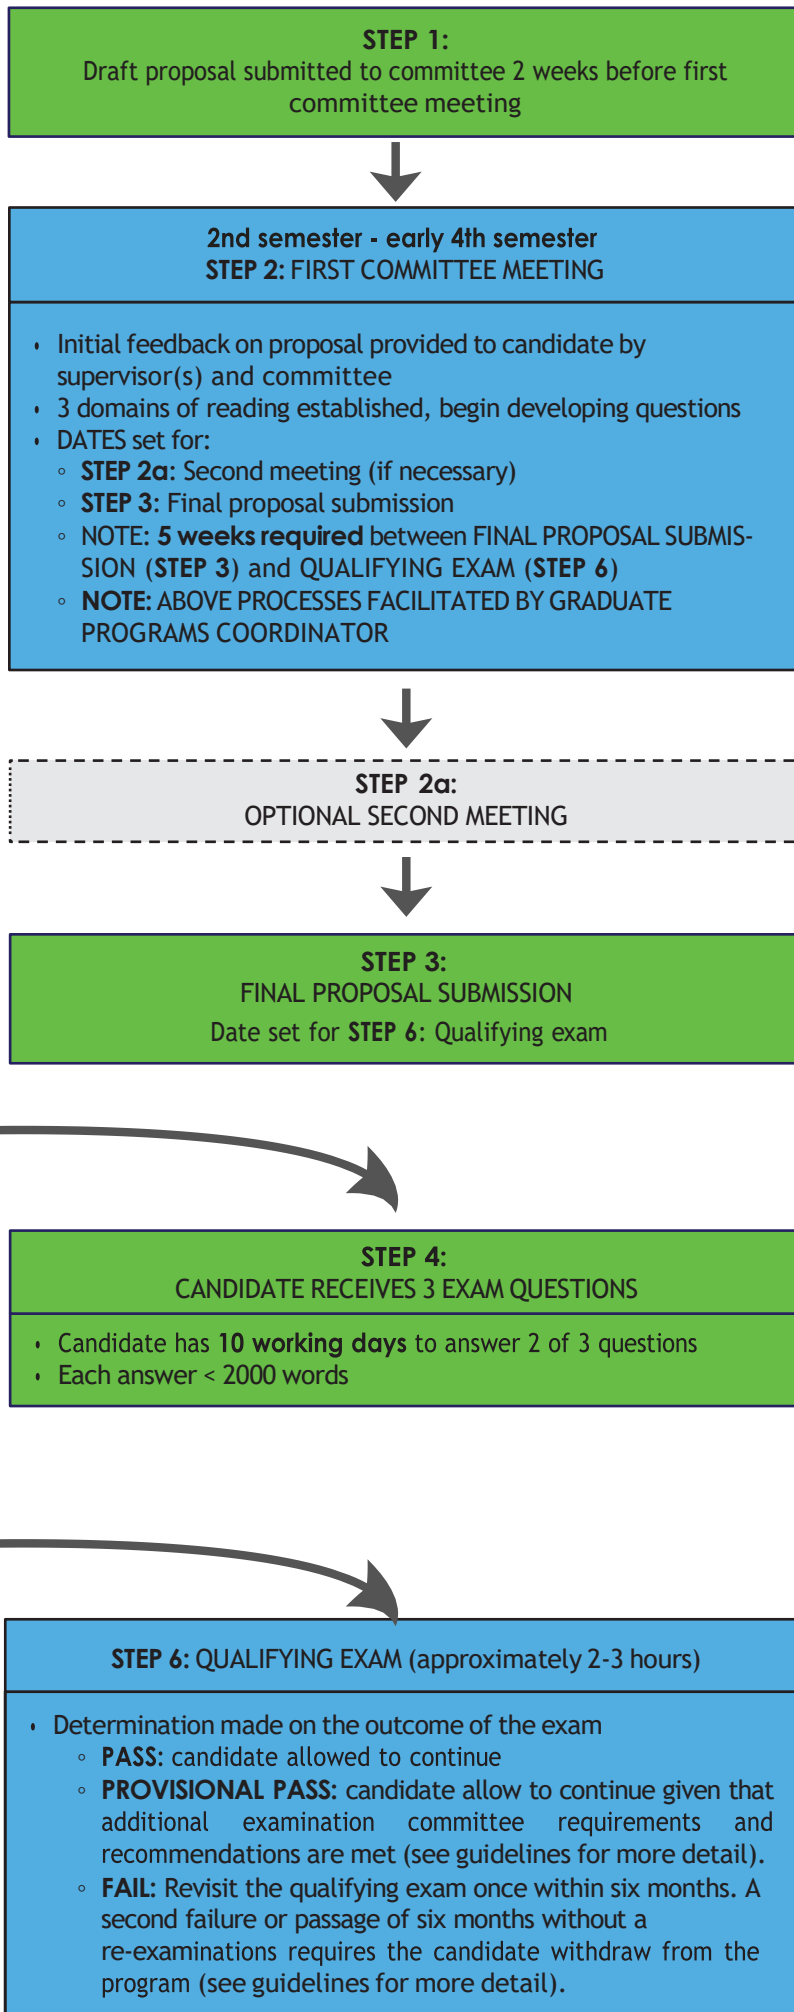 STEP 1:
Draft proposal submitted to committee 2 weeks before first
committee meeting
2nd semester - early 4th semester
STEP 2: FIRST COMMITTEE MEETING
• Initial feedback on proposal provided to candidate by
supervisor(s) and committee
• 3 domains of reading established, begin developing questions
• DATES set for:
◦ STEP 2a: Second meeting (if necessary)
◦ STEP 3: Final proposal submission
◦ NOTE: 5 weeks required between FINAL PROPOSAL SUBMIS-
SION (STEP 3) and QUALIFYING EXAM (STEP 6)
◦ NOTE: ABOVE PROCESSES FACILITATED BY GRADUATE
PROGRAMS COORDINATOR
STEP 2a:
OPTIONAL SECOND MEETING
STEP 3:
FINAL PROPOSAL SUBMISSION
Date set for STEP 6: Qualifying exam
STEP 4:
CANDIDATE RECEIVES 3 EXAM QUESTIONS
• Candidate has 10 working days to answer 2 of 3 questions
• Each answer < 2000 words
STEP 6: QUALIFYING EXAM (approximately 2-3 hours)
• Determination made on the outcome of the exam
◦ PASS: candidate allowed to continue
◦ PROVISIONAL PASS: candidate allow to continue given that
additional examination committee requirements and
recommendations are met (see guidelines for more detail).
◦ FAIL: Revisit the qualifying exam once within six months. A
second failure or passage of six months without a
re-examinations requires the candidate withdraw from the
program (see guidelines for more detail).